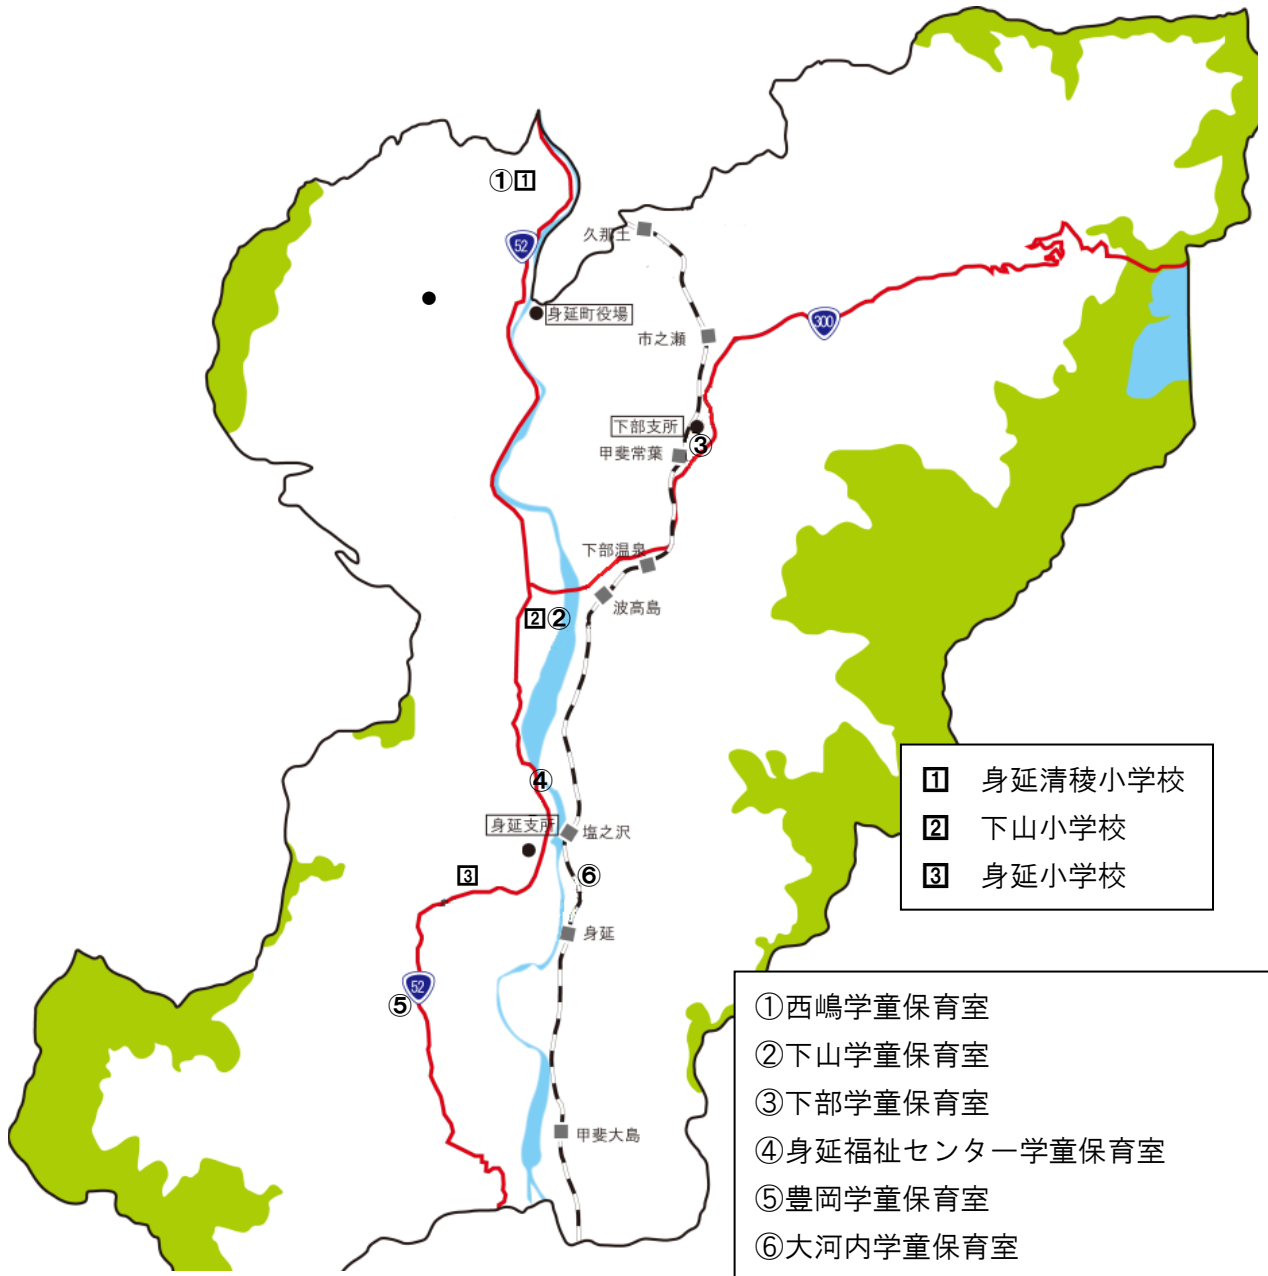 ①1
52
久那土
身延町役場
300
市之瀬
下部支所
③
甲斐常葉
下部温泉
波高島
2②
④
身延支所
塩之沢
3
⑥
身延
52
⑤
甲斐大島
1 身延清稜小学校
2 下山小学校
3 身延小学校
①西嶋学童保育室
②下山学童保育室
③下部学童保育室
④身延福祉センター学童保育室
⑤豊岡学童保育室
⑥大河内学童保育室